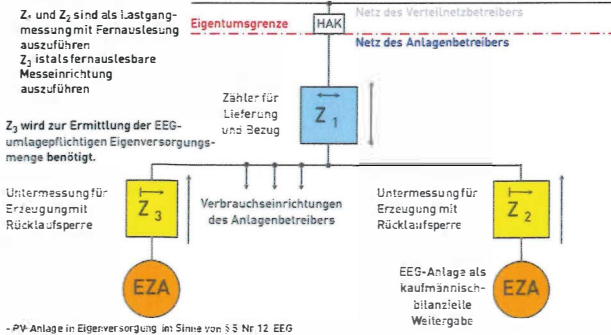 Z₁ und Z₂ sind als Lastgang-
messung mit Fernauslesung
auszuführen
Z₃ ist als fernauslesbare
Messeinrichtung
auszuführen
Z₃ wird zur Ermittlung der EEG-
umlagepflichtigen Eigenversorgungs-
menge benötigt.
Eigentumsgrenze
HAK
Netz des Verteilnetzbetreibers
Netz des Anlagenbetreibers
Zähler für
Lieferung
und Bezug
Z₁
Untermessung für
Erzeugung mit
Rücklaufsperre
Z₃
Verbrauchseinrichtungen
des Anlagenbetreibers
Untermessung für
Erzeugung mit
Rücklaufsperre
Z₂
EZA
EEG-Anlage als
kaufmännisch-
bilanzielle
Weitergabe
EZA
- PV-Anlage in Eigenversorgung im Sinne von § 5 Nr 12 EEG